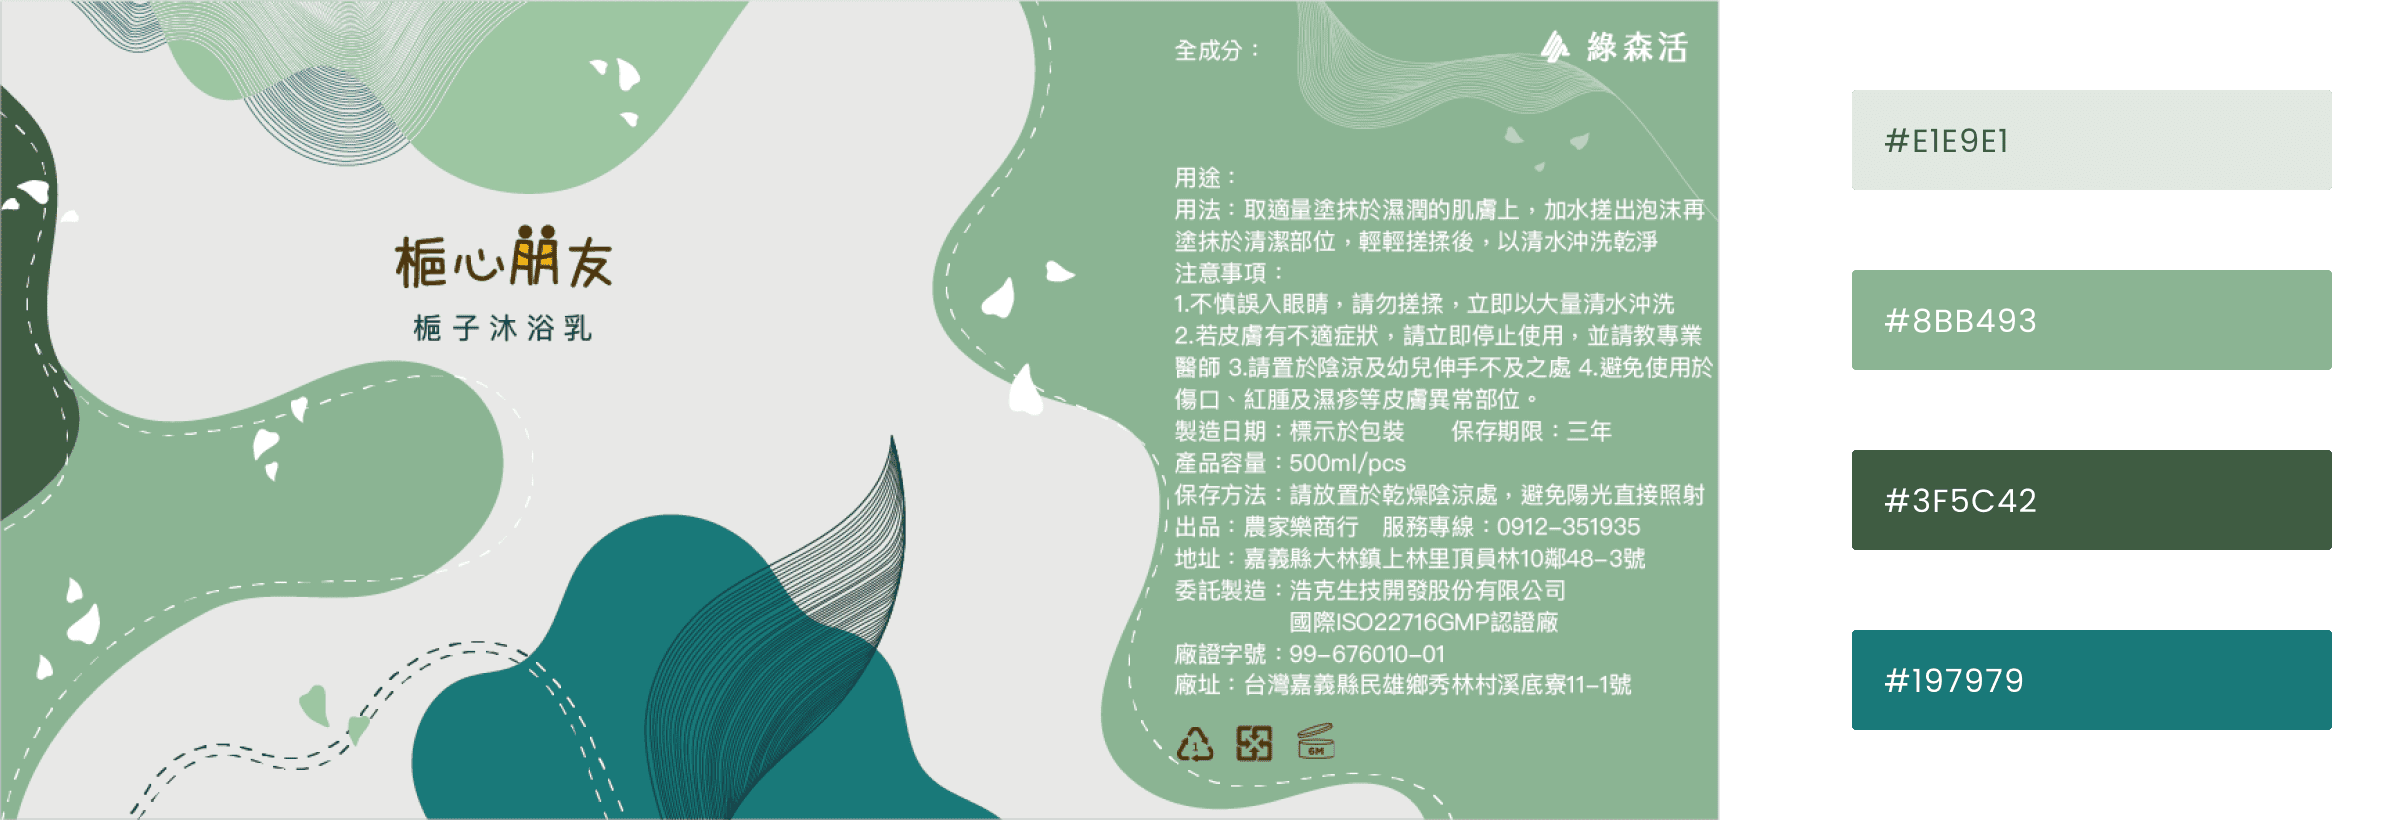 梔心朋友
梔子沐浴乳
全成分：
綠森活
用途：
用法：取適量塗抹於濕潤的肌膚上，加水搓出泡沫再
塗抹於清潔部位，輕輕搓揉後，以清水沖洗乾淨
注意事項：
1.不慎誤入眼睛，請勿搓揉，立即以大量清水沖洗
2.若皮膚有不適症狀，請立即停止使用，並請教專業
醫師 3.請置於陰涼及幼兒伸手不及之處 4.避免使用於
傷口、紅腫及濕疹等皮膚異常部位。
製造日期：標示於包裝　　保存期限：三年
產品容量：500ml/pcs
保存方法：請放置於乾燥陰涼處，避免陽光直接照射
出品：農家樂商行　服務專線：0912–351935
地址：嘉義縣大林鎮上林里頂員林10鄰48–3號
委託製造：浩克生技開發股份有限公司
國際ISO22716GMP認證廠
廠證字號：99–676010–01
廠址：台灣嘉義縣民雄鄉秀林村溪底寮11–1號
1
6M
#E1E9E1
#8BB493
#3F5C42
#197979